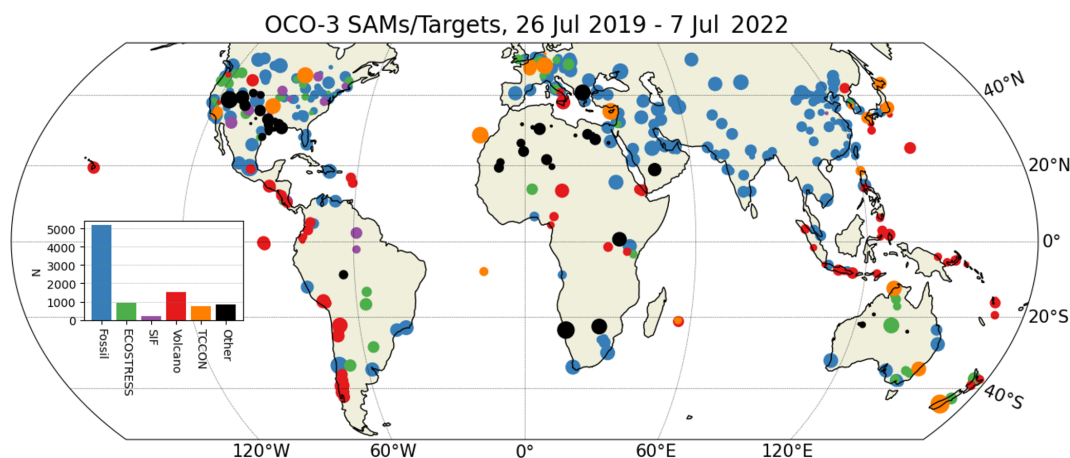 OCO-3 SAMs/Targets, 26 Jul 2019 - 7 Jul 2022
40°N
20°N
0°
20°S
40°S
120°W
60°W
0°
60°E
120°E
5000
4000
3000
2000
1000
0
N
Fossil
ECOSTRESS
SIF
Volcano
TCCON
Other